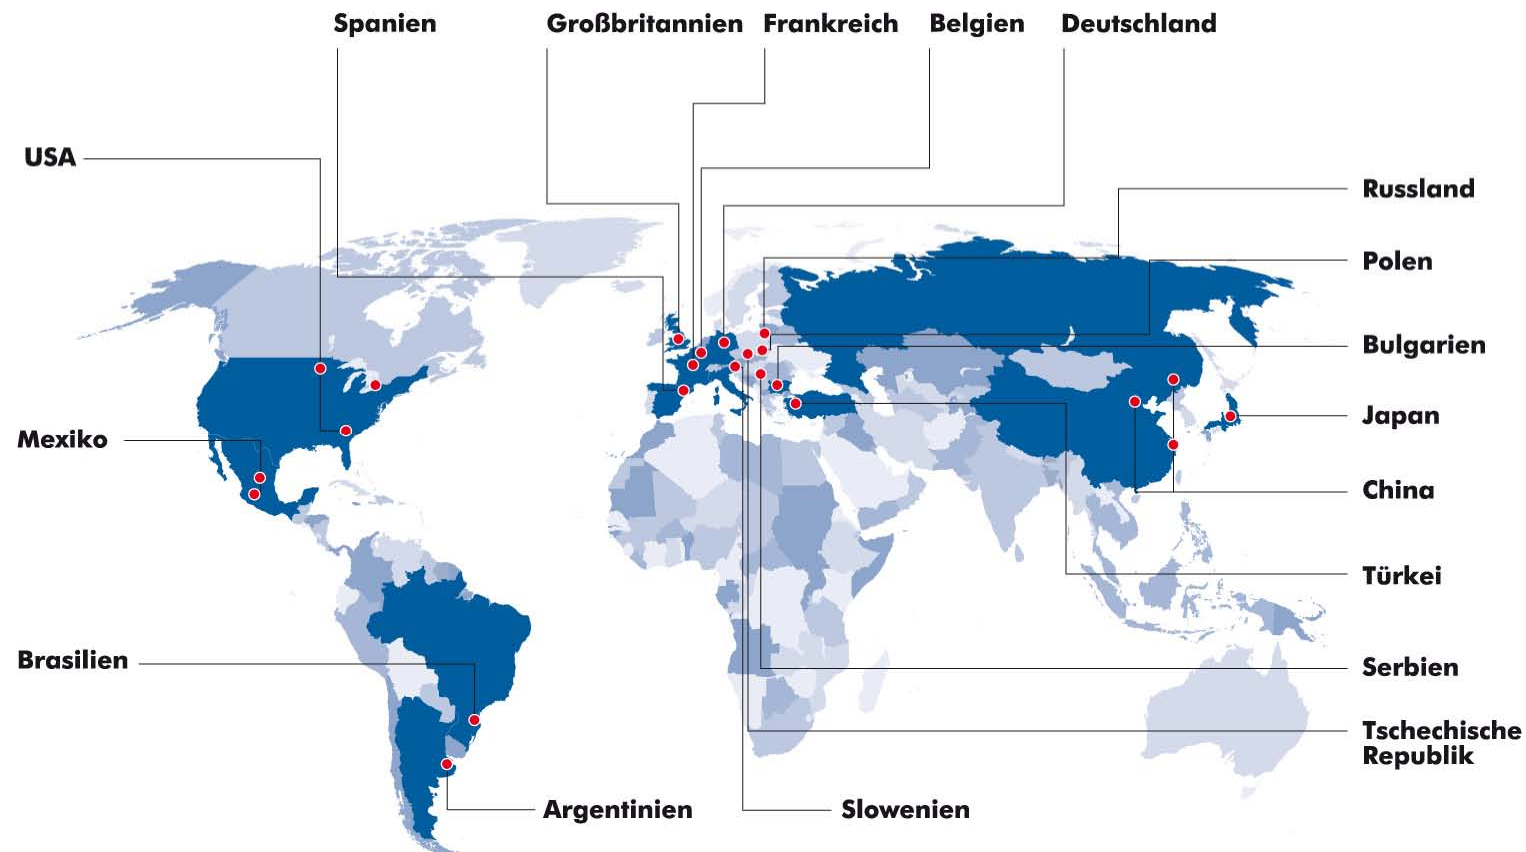 Spanien
Großbritannien
Frankreich
Belgien
Deutschland
USA
Russland
Polen
Bulgarien
Japan
Mexiko
China
Türkei
Brasilien
Serbien
Tschechische
Republik
Argentinien
Slowenien